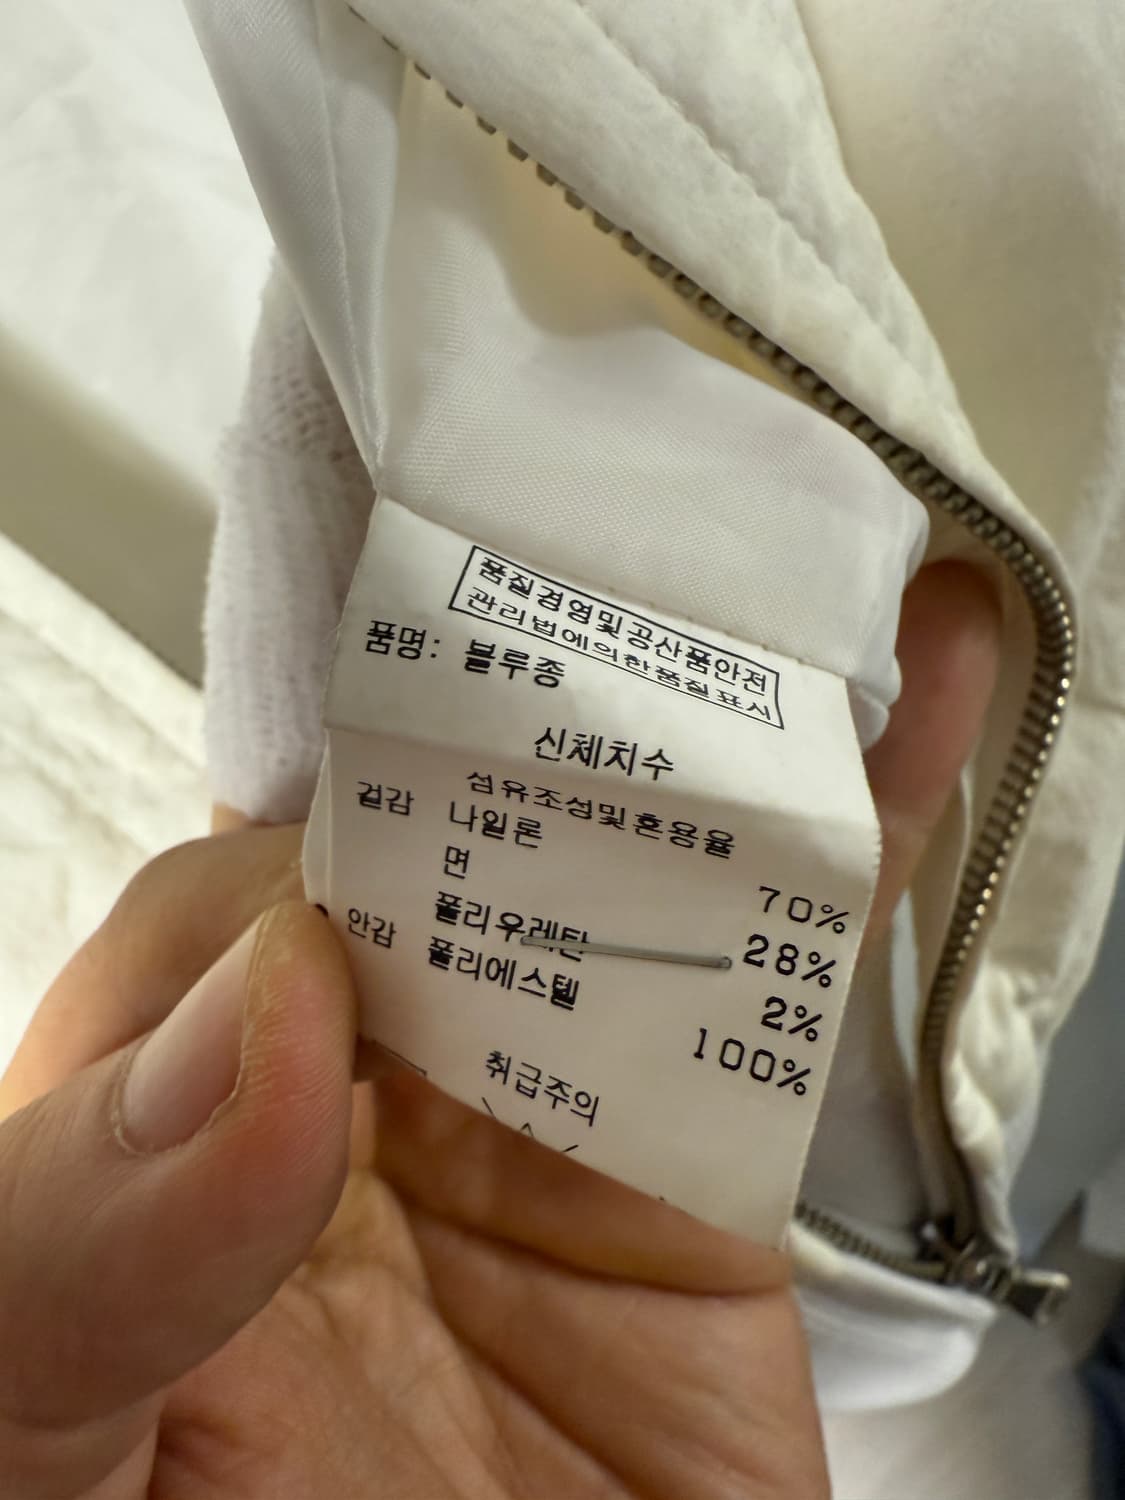 품질경영및공산품안전
관리법에의한품질표시
품명: 블루종
신체치수
섬유조성및혼용율
겉감 나일론 70%
면 28%
폴리우레탄 2%
안감 폴리에스텔 100%
취급주의